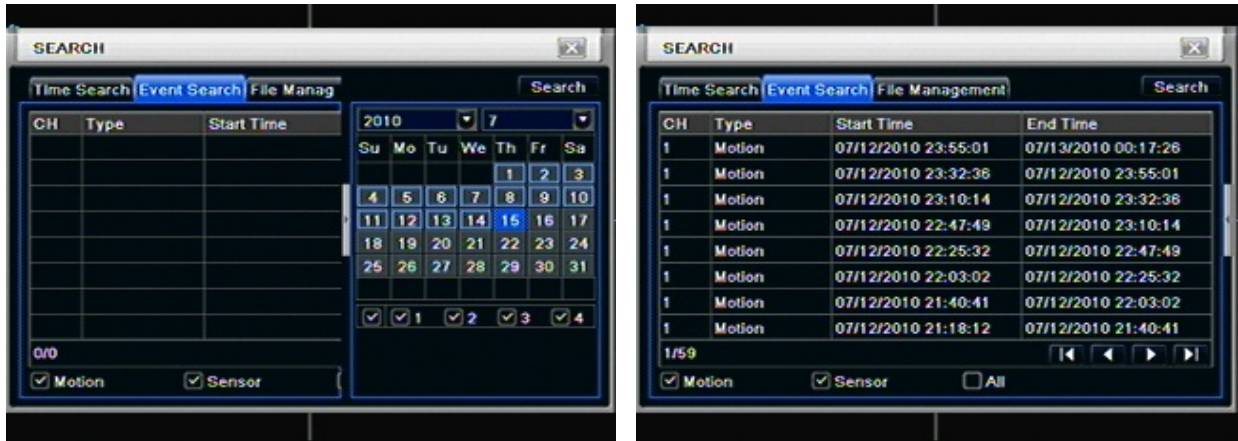 SEARCH
Time Search Event Search File Manag Search
CH Type Start Time
2010 7
Su Mo Tu We Th Fr Sa
1 2 3
4 5 6 7 8 9 10
11 12 13 14 15 16 17
18 19 20 21 22 23 24
25 26 27 28 29 30 31
1 2 3 4
0/0
Motion Sensor
SEARCH
Time Search Event Search File Management Search
CH Type Start Time End Time
1 Motion 07/12/2010 23:55:01 07/13/2010 00:17:26
1 Motion 07/12/2010 23:32:36 07/12/2010 23:55:01
1 Motion 07/12/2010 23:10:14 07/12/2010 23:32:36
1 Motion 07/12/2010 22:47:49 07/12/2010 23:10:14
1 Motion 07/12/2010 22:25:32 07/12/2010 22:47:49
1 Motion 07/12/2010 22:03:02 07/12/2010 22:25:32
1 Motion 07/12/2010 21:40:41 07/12/2010 22:03:02
1 Motion 07/12/2010 21:18:12 07/12/2010 21:40:41
1/59
Motion Sensor All